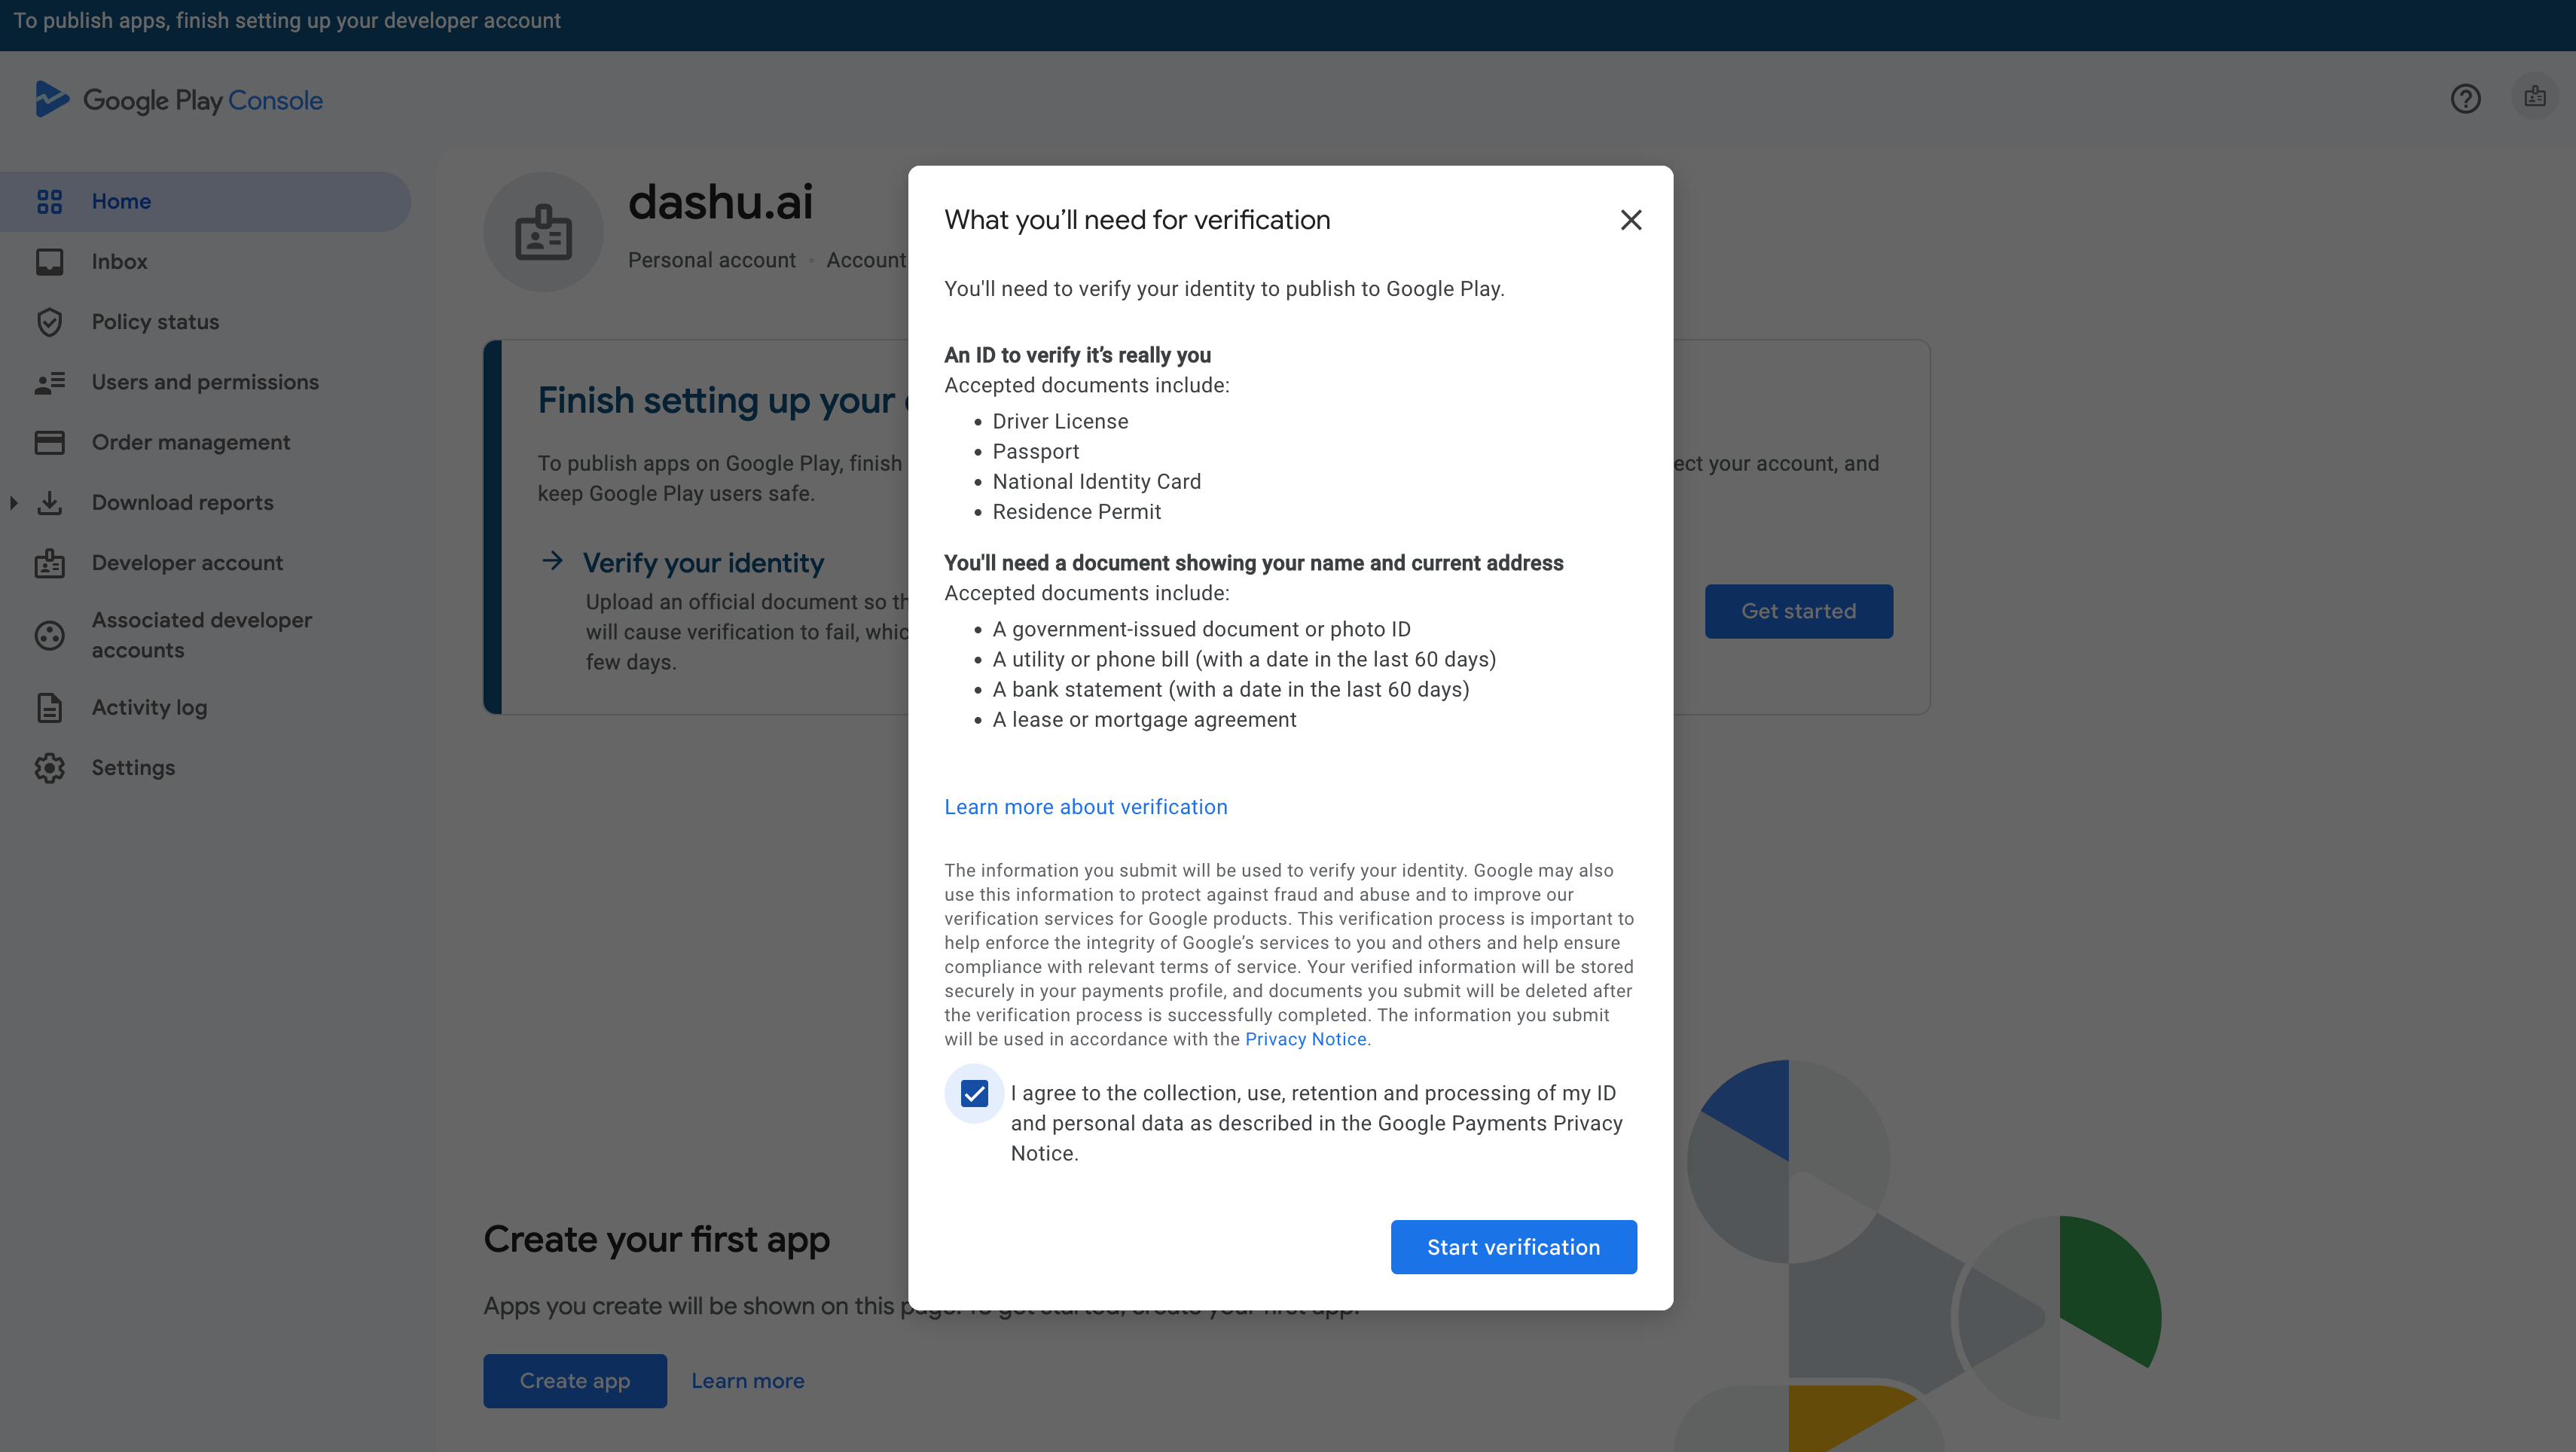 To publish apps, finish setting up your developer account
Google Play Console
Home
Inbox
Policy status
Users and permissions
Order management
Download reports
Developer account
Associated developer
accounts
Activity log
Settings
dashu.ai
Personal account • Account
Finish setting up your
To publish apps on Google Play, finish
ect your account, and
keep Google Play users safe.
Verify your identity
Upload an official document so
will cause verification to fail,
few days.
Get started
What you'll need for verification
You'll need to verify your identity to publish to Google Play.
An ID to verify it's really you
Accepted documents include:
• Driver License
• Passport
• National Identity Card
• Residence Permit
You'll need a document showing your name and current address
Accepted documents include:
• A government-issued document or photo ID
• A utility or phone bill (with a date in the last 60 days)
• A bank statement (with a date in the last 60 days)
• A lease or mortgage agreement
Learn more about verification
The information you submit will be used to verify your identity. Google may also
use this information to protect against fraud and abuse and to improve our
verification services for Google products. This verification process is important to
help enforce the integrity of Google's services to you and others and help ensure
compliance with relevant terms of service. Your verified information will be stored
securely in your payments profile, and documents you submit will be deleted after
the verification process is successfully completed. The information you submit
will be used in accordance with the Privacy Notice.
I agree to the collection, use, retention and processing of my ID
and personal data as described in the Google Payments Privacy
Notice.
Start verification
Create your first app
Apps you create will be shown on this page. To get started, create your first app.
Create app
Learn more